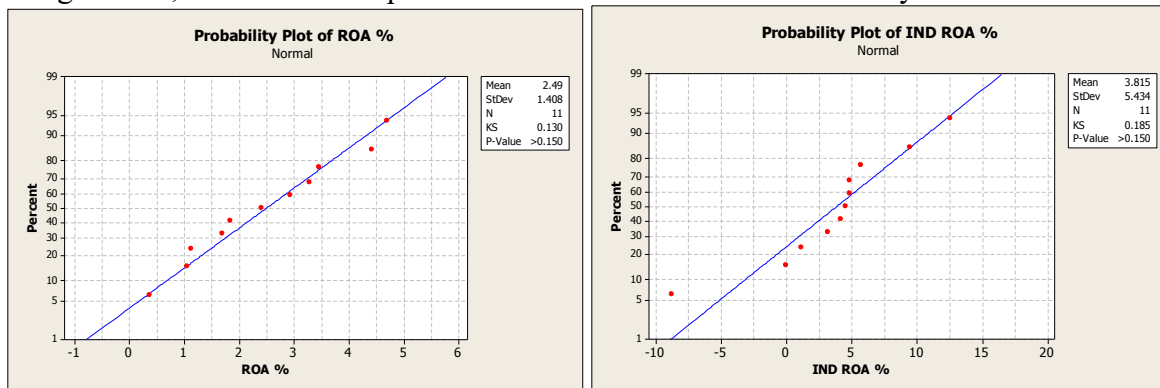 Probability Plot of ROA %
Normal
99
95
90
80
70
60
50
40
30
20
10
5
1
Percent
-1
0
1
2
3
4
5
6
ROA %
Mean 2.49
StDev 1.408
N 11
KS 0.130
P-Value >0.150
Probability Plot of IND ROA %
Normal
99
95
90
80
70
60
50
40
30
20
10
5
1
Percent
-10
-5
0
5
10
15
20
IND ROA %
Mean 3.815
StDev 5.434
N 11
KS 0.185
P-Value >0.150